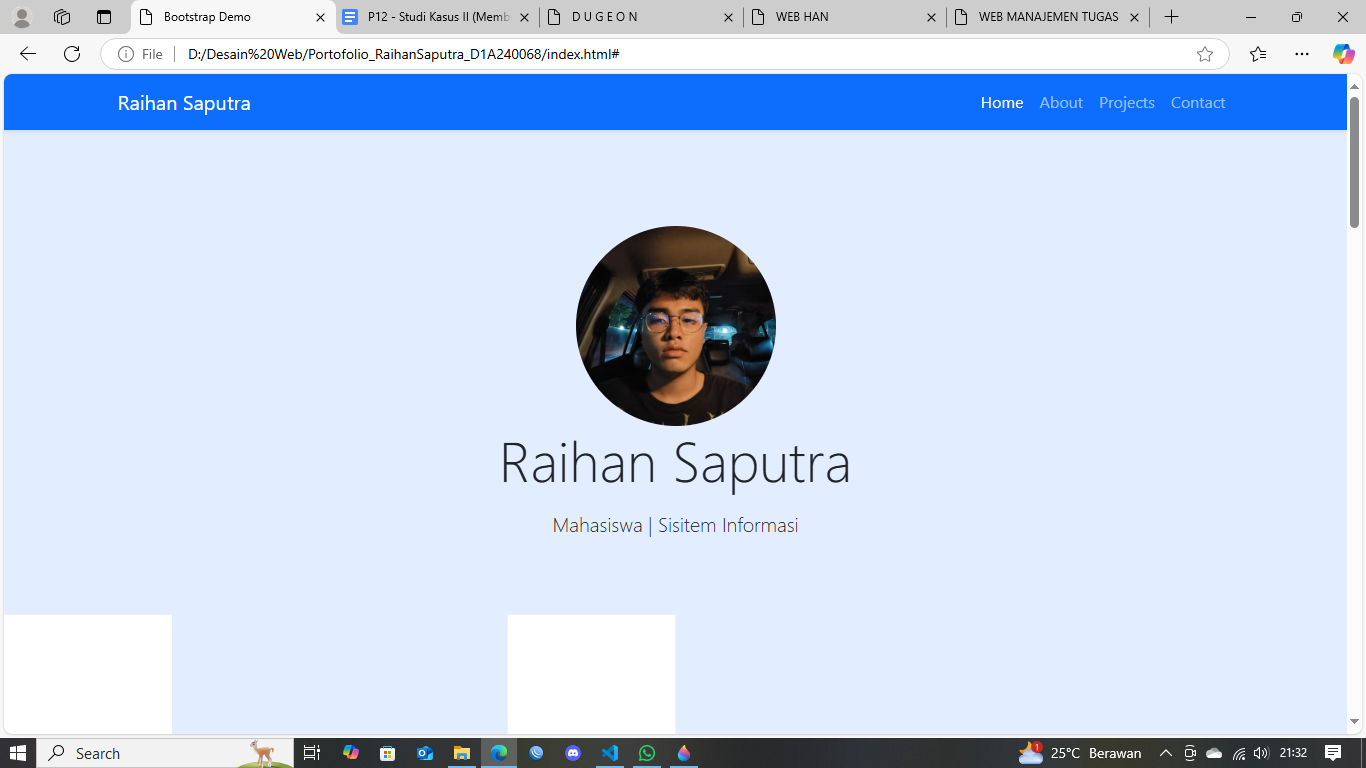 Bootstrap Demo
P12 - Studi Kasus II (Memb
D U G E O N
WEB HAN
WEB MANAJEMEN TUGAS
File
D:/Desain%20Web/Portofolio_RaihanSaputra_D1A240068/index.html#
Raihan Saputra
Home
About
Projects
Contact
Raihan Saputra
Mahasiswa | Sisitem Informasi
Search
1
25°C Berawan
21:32